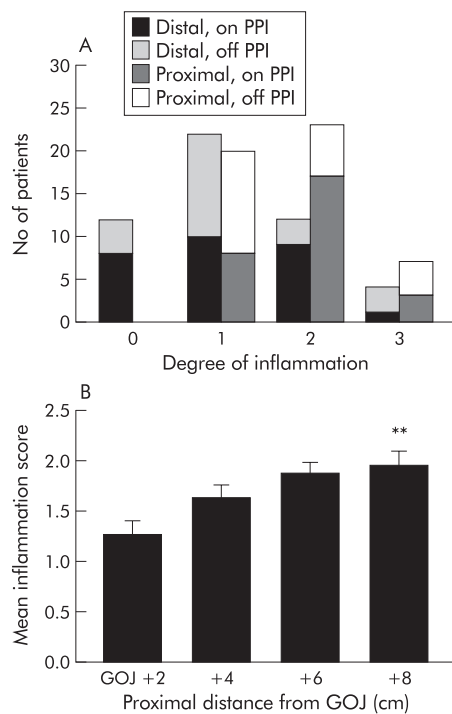 A
Distal, on PPI
Distal, off PPI
Proximal, on PPI
Proximal, off PPI
30
25
20
15
10
5
0
No of patients
0 1 2 3
Degree of inflammation
B
2.5
2.0
1.5
1.0
0.5
0.0
Mean inflammation score
**
GOJ +2 +4 +6 +8
Proximal distance from GOJ (cm)